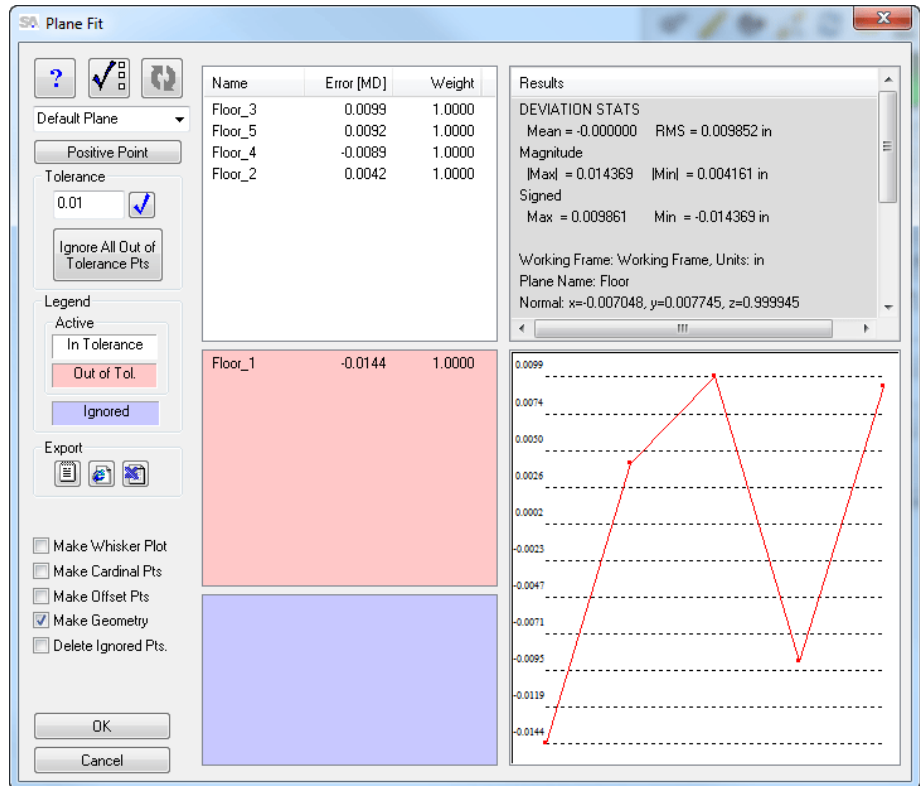 SA Plane Fit
x
?
Default Plane
Positive Point
Tolerance
0.01
Ignore All Out of
Tolerance Pts
Legend
Active
In Tolerance
Out of Tol.
Ignored
Export
Make Whisker Plot
Make Cardinal Pts
Make Offset Pts
Make Geometry
Delete Ignored Pts.
OK
Cancel
Name Error [MD] Weight
Floor_3 0.0099 1.0000
Floor_5 0.0092 1.0000
Floor_4 -0.0089 1.0000
Floor_2 0.0042 1.0000
Floor_1 -0.0144 1.0000
Results
DEVIATION STATS
Mean = -0.000000 RMS = 0.009852 in
Magnitude
|Max| = 0.014369 |Min| = 0.004161 in
Signed
Max = 0.009861 Min = -0.014369 in
Working Frame: Working Frame, Units: in
Plane Name: Floor
Normal: x=-0.007048, y=0.007745, z=0.999945
0.0099
0.0074
0.0050
0.0026
0.0002
-0.0023
-0.0047
-0.0071
-0.0095
-0.0119
-0.0144